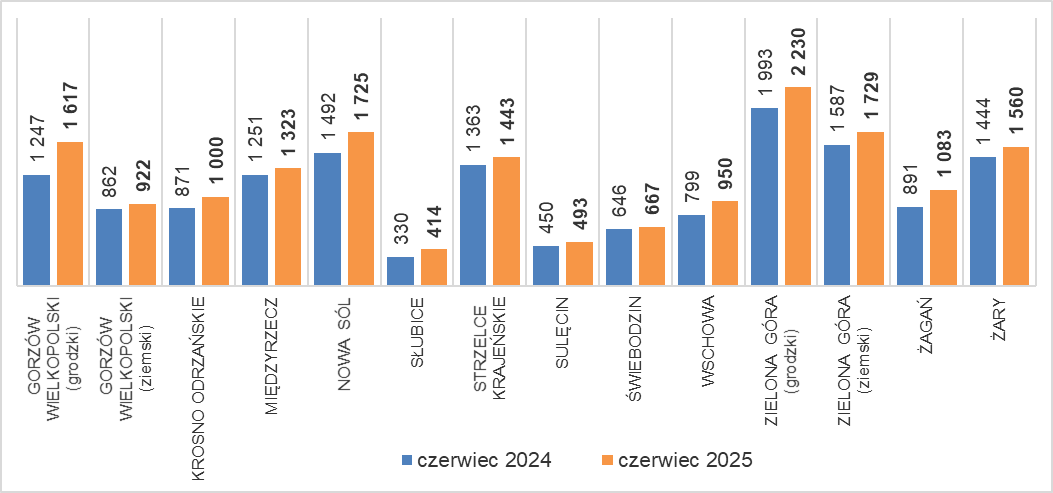 1 247
1 617
862
922
871
1 000
1 251
1 323
1 492
1 725
330
414
1 363
1 443
450
493
646
667
799
950
1 993
2 230
1 587
1 729
891
1 083
1 444
1 560
GORZÓW
WIELKOPOLSKI
(grodzki)
GORZÓW
WIELKOPOLSKI
(ziemski)
KROSNO ODRZAŃSKIE
MIĘDZYRZECZ
NOWA SÓL
SŁUBICE
STRZELCE
KRAJEŃSKIE
SULĘCIN
ŚWIEBODZIN
WSCHOWA
ZIELONA GÓRA
(grodzki)
ZIELONA GÓRA
(ziemski)
ŻAGAŃ
ŻARY
czerwiec 2024
czerwiec 2025